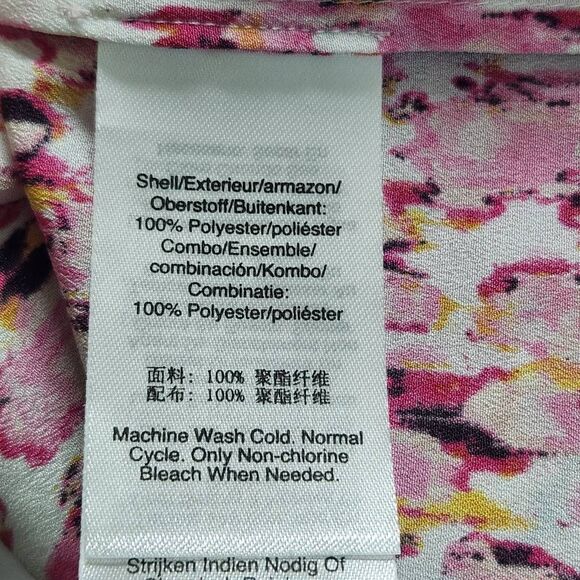 Shell/Exterieur/armazon/
Oberstoff/Buitenkant:
100% Polyester/poliéster
Combo/Ensemble/
combinación/Kombo/
Combinatie:
100% Polyester/poliéster
面料: 100% 聚酯纤维
配布: 100% 聚酯纤维
Machine Wash Cold. Normal
Cycle. Only Non-chlorine
Bleach When Needed.
Strijken Indien Nodig Of